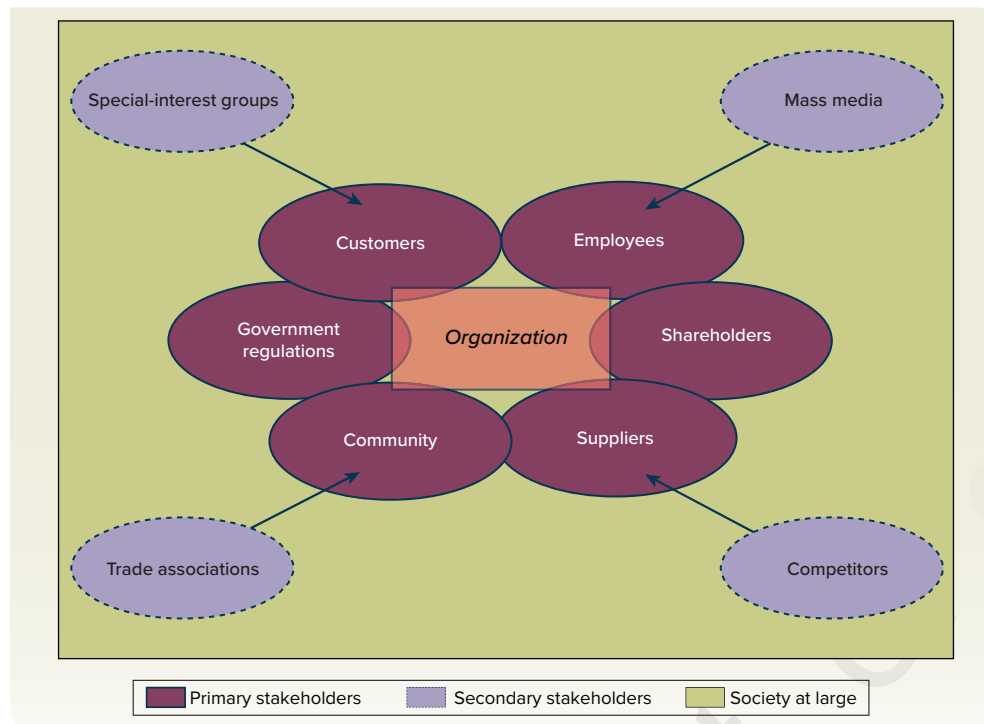 Special-interest groups
Mass media
Customers
Employees
Government
regulations
Organization
Shareholders
Community
Suppliers
Trade associations
Competitors
Primary stakeholders
Secondary stakeholders
Society at large